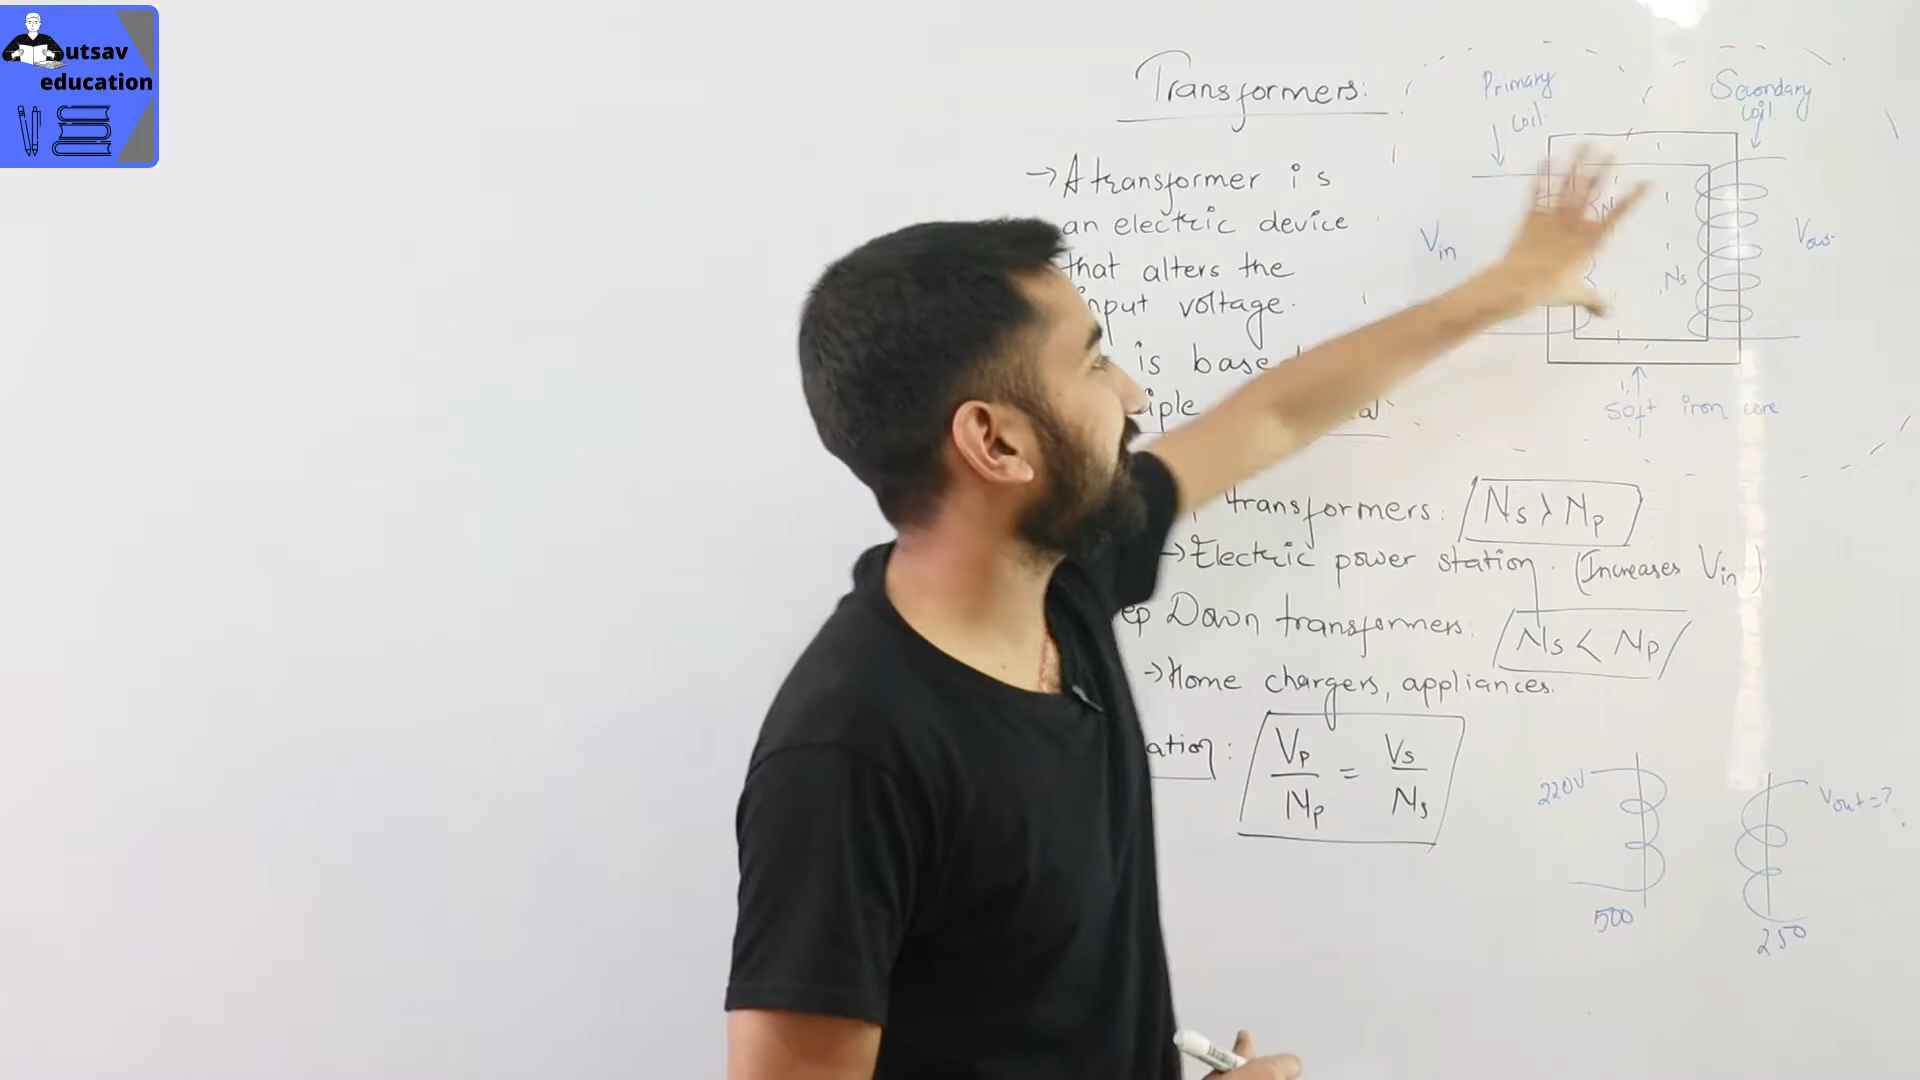 utsav
education
Transformers:
→ A transformer is
an electric device
that alters the
input voltage.
is based
Primary
coil
Secondary
coil
Vin
Ns
Vout
soft iron core
transformers: Ns > Np
→ Electric power station. (Increases Vin)
ep Down transformers: Ns < Np
→ Home chargers, appliances.
ation: Vp/Np = Vs/Ns
220V
Vout=?
500
250